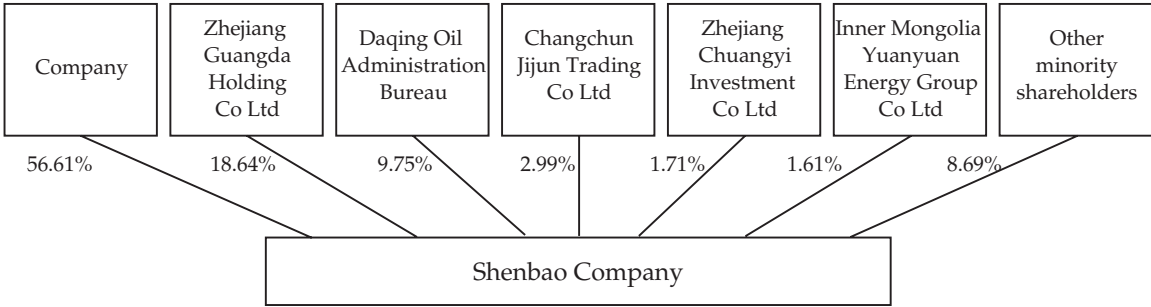 Company
Zhejiang
Guangda
Holding
Co Ltd
Daqing Oil
Administration
Bureau
Changchun
Jijun Trading
Co Ltd
Zhejiang
Chuangyi
Investment
Co Ltd
Inner Mongolia
Yuanyuan
Energy Group
Co Ltd
Other
minority
shareholders
56.61%
18.64%
9.75%
2.99%
1.71%
1.61%
8.69%
Shenbao Company